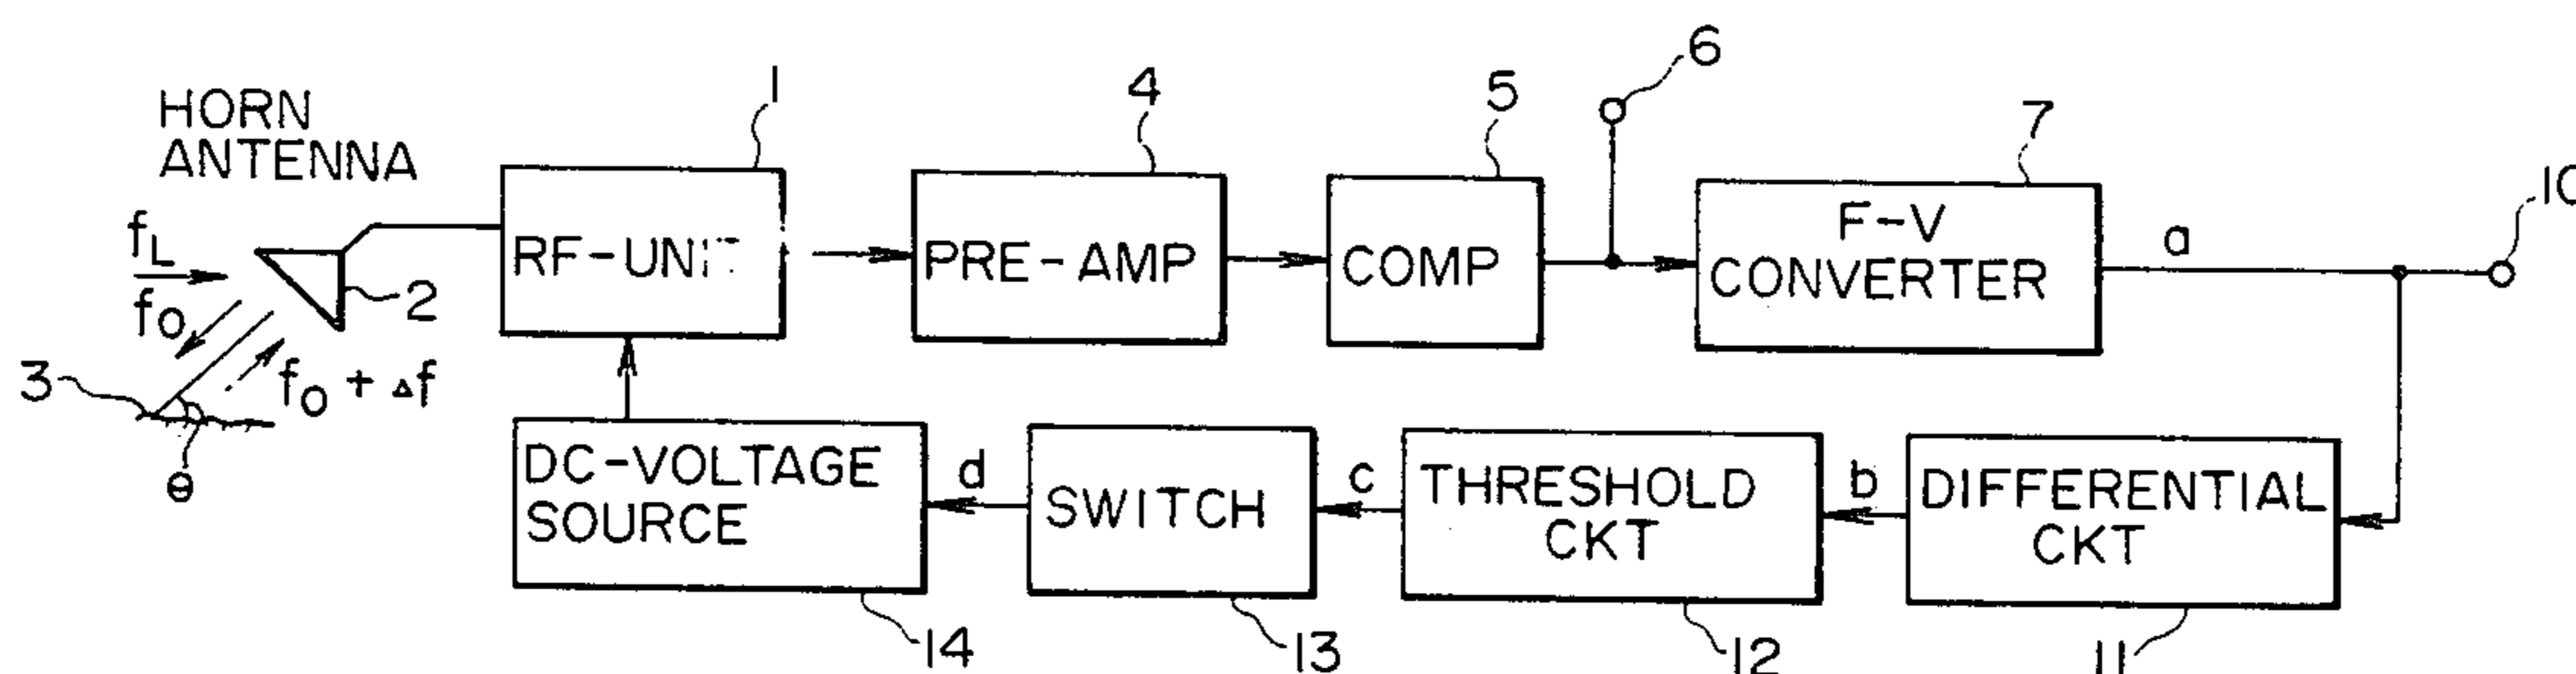 HORN
ANTENNA
1
4
5
6
7
10
fL
fO
2
RF-UNIT
PRE-AMP
COMP
F-V
CONVERTER
a
3
fO + Δf
θ
DC-VOLTAGE
SOURCE
d
SWITCH
c
THRESHOLD
CKT
b
DIFFERENTIAL
CKT
14
13
12
11